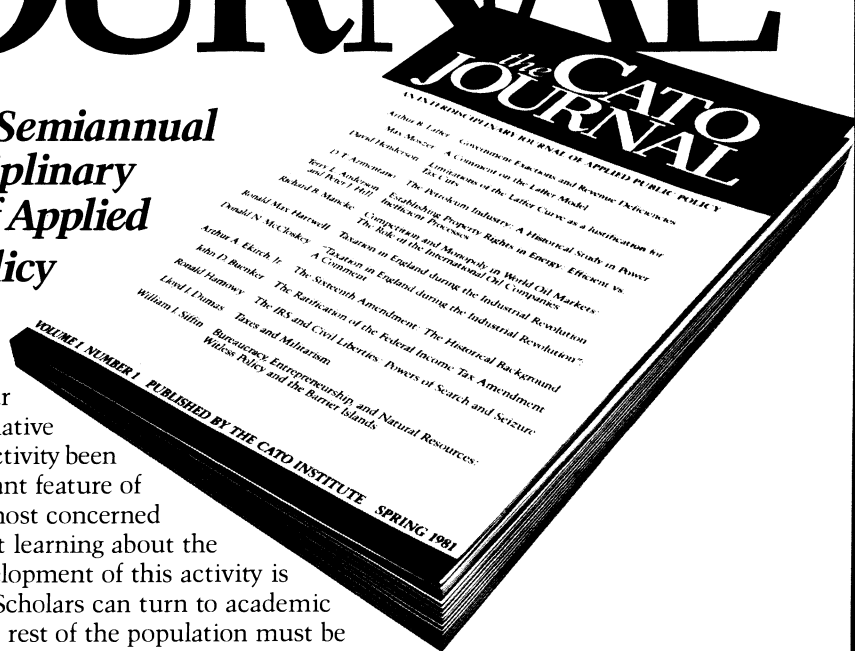 OURNAL
Semiannual
plinary
f Applied
licy
the CATO
JOURNAL
AN INTERDISCIPLINARY JOURNAL OF APPLIED PUBLIC POLICY
Arthur B. Laffer Government Exactions and Revenue Deficiencies
Max Moszer A Comment on the Laffer Model
David Henderson Limitations of the Laffer Curve as a Justification for
Tax Cuts
D. T. Armentano The Petroleum Industry: A Historical Study in Power
Terry L. Anderson Establishing Property Rights in Energy: Efficient vs.
and Peter J. Hill Inefficient Processes
Richard B. Mancke Competition and Monopoly in World Oil Markets:
The Role of the International Oil Companies
Ronald Max Hartwell Taxation in England during the Industrial Revolution
Donald N. McCloskey "Taxation in England during the Industrial Revolution":
A Comment
Arthur A. Ekirch Jr. The Sixteenth Amendment: The Historical Background
John D. Buenker The Ratification of the Federal Income Tax Amendment
Ronald Hamowy The IRS and Civil Liberties: Powers of Search and Seizure
Lloyd J. Dumas Taxes and Militarism
William J. Siffin Bureaucracy, Entrepreneurship, and Natural Resources:
Witless Policy and the Barrier Islands
VOLUME 1 NUMBER 1 PUBLISHED BY THE CATO INSTITUTE SPRING 1981
r
ative
ctivity been
ant feature of
most concerned
t learning about the
elopment of this activity is
Scholars can turn to academic
rest of the population must be